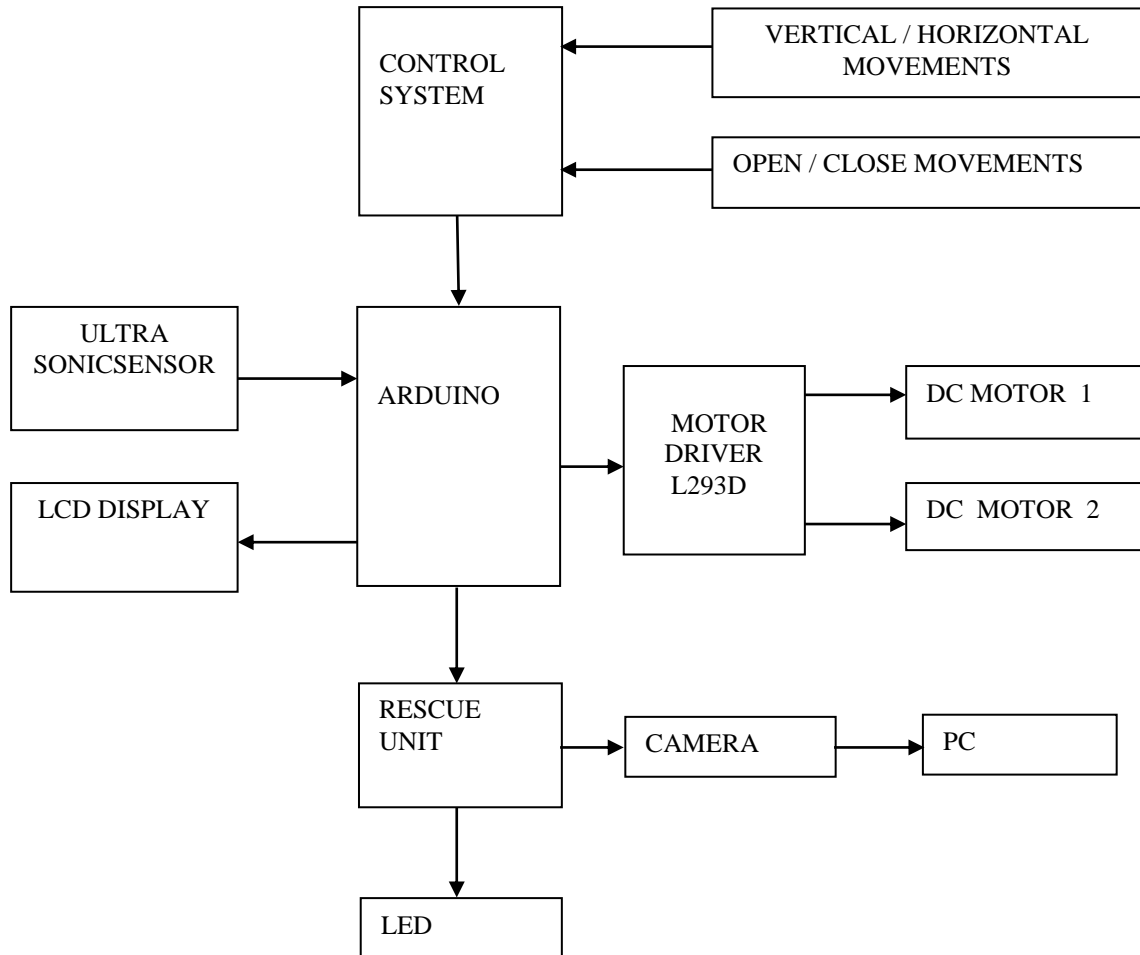 VERTICAL / HORIZONTAL
MOVEMENTS
CONTROL
SYSTEM
OPEN / CLOSE MOVEMENTS
ULTRA
SONICSENSOR
ARDUINO
MOTOR
DRIVER
L293D
DC MOTOR 1
LCD DISPLAY
DC MOTOR 2
RESCUE
UNIT
CAMERA
PC
LED